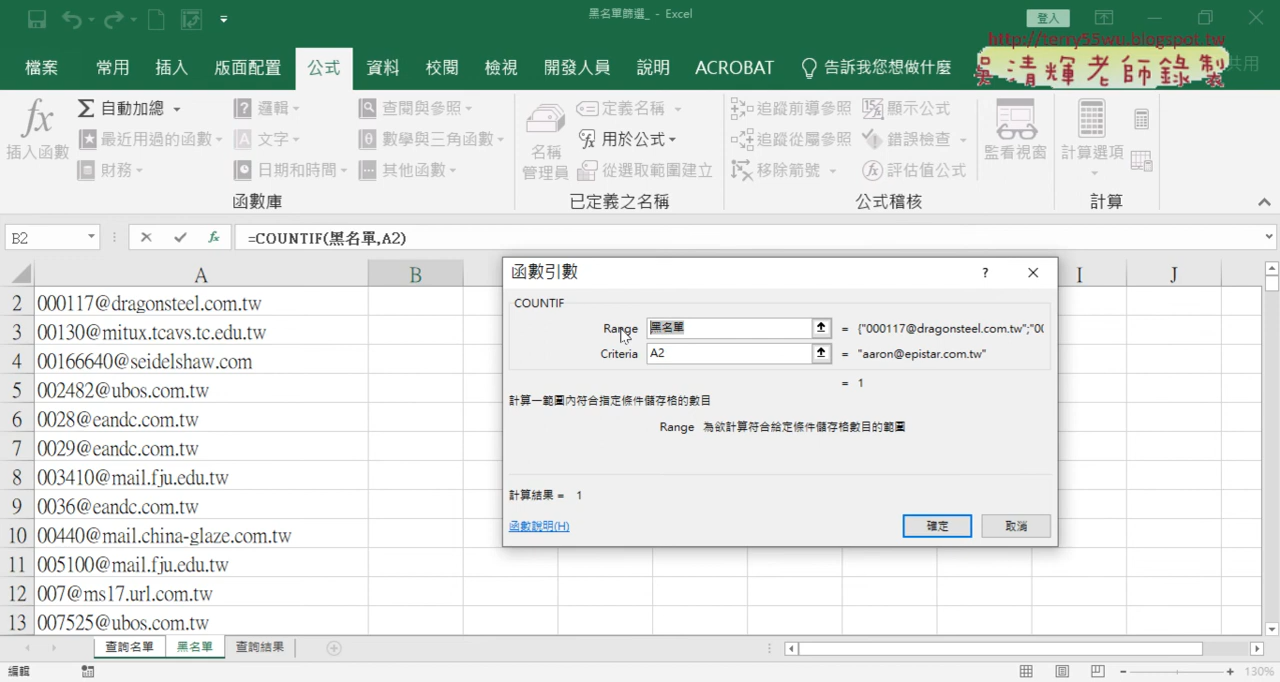 黑名單篩選_ - Excel
登入
http://terry55wu.blogspot.tw
吳清輝老師錄製
共用
檔案 常用 插入 版面配置 公式 資料 校閱 檢視 開發人員 說明 ACROBAT 告訴我您想做什麼
fx 插入函數
Σ 自動加總
最近用過的函數
財務
邏輯
文字
日期和時間
查閱與參照
數學與三角函數
其他函數
函數庫
名稱管理員
定義名稱
用於公式
從選取範圍建立
已定義之名稱
追蹤前導參照
追蹤從屬參照
移除箭號
顯示公式
錯誤檢查
評估值公式
公式稽核
監看視窗
計算選項
計算
B2
fx
=COUNTIF(黑名單,A2)
A B I J
2 000117@dragonsteel.com.tw
3 00130@mitux.tcavs.tc.edu.tw
4 00166640@seidelshaw.com
5 002482@ubos.com.tw
6 0028@eandc.com.tw
7 0029@eandc.com.tw
8 003410@mail.fju.edu.tw
9 0036@eandc.com.tw
10 00440@mail.china-glaze.com.tw
11 005100@mail.fju.edu.tw
12 007@ms17.url.com.tw
13 007525@ubos.com.tw
函數引數 ?
COUNTIF
Range 黑名單 = {"000117@dragonsteel.com.tw";"00
Criteria A2 = "aaron@epistar.com.tw"
= 1
計算一範圍內符合指定條件儲存格的數目
Range 為欲計算符合給定條件儲存格數目的範圍
計算結果 = 1
函數說明(H)
確定 取消
查詢名單 黑名單 查詢結果
編輯
130%